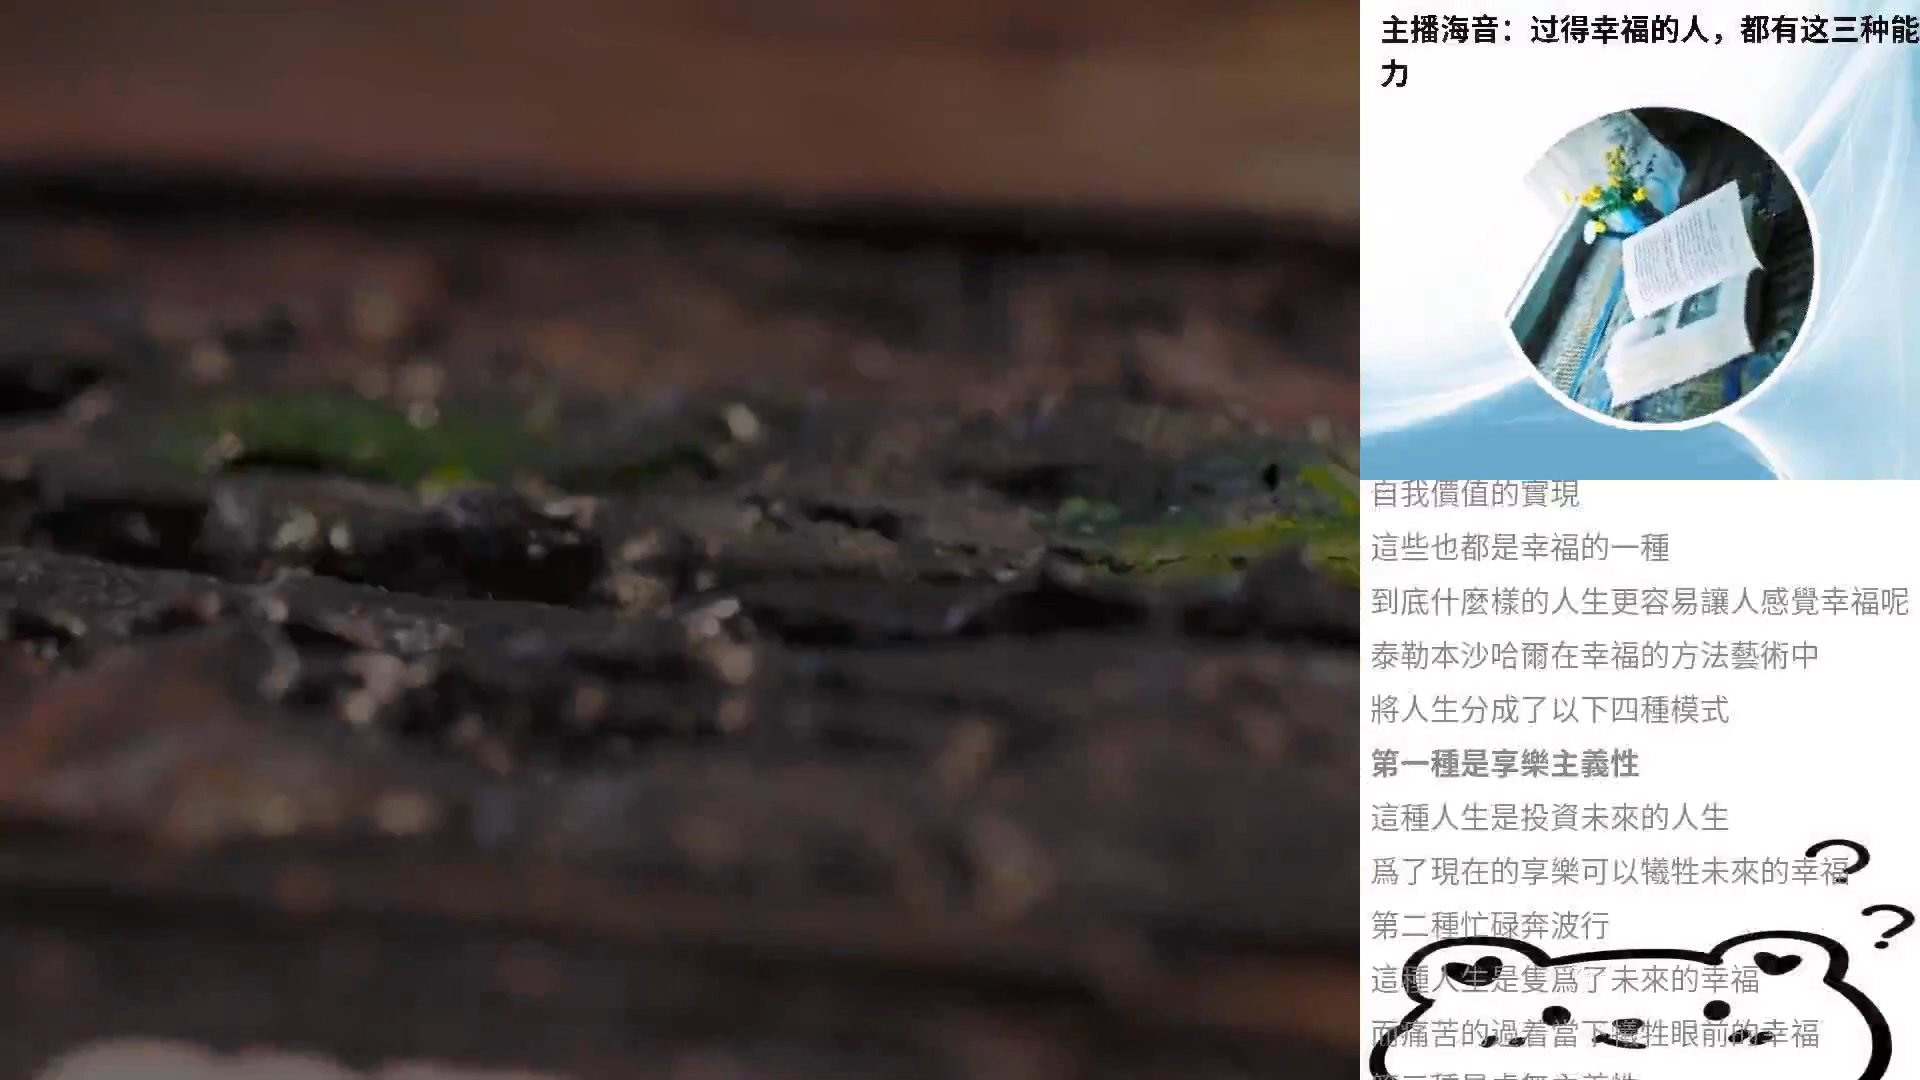 主播海音：过得幸福的人，都有这三种能
力
自我價值的實現
這些也都是幸福的一種
到底什麼樣的人生更容易讓人感覺幸福呢
泰勒本沙哈爾在幸福的方法藝術中
將人生分成了以下四種模式
第一種是享樂主義性
這種人生是投資未來的人生
爲了現在的享樂可以犧牲未來的幸福
第二種忙碌奔波行
這種人生是隻爲了未來的幸福
而痛苦的過着當下犧牲眼前的幸福